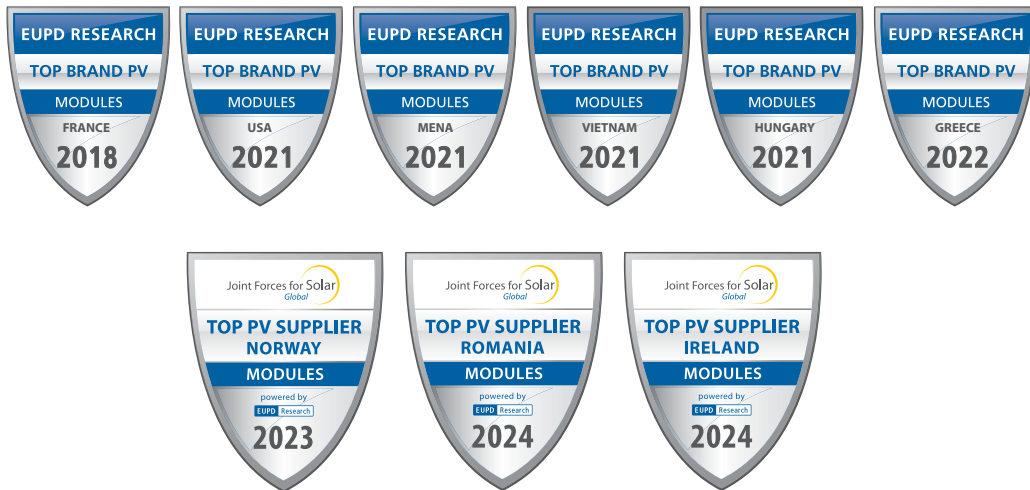 EUPD RESEARCH
TOP BRAND PV
MODULES
FRANCE
2018
EUPD RESEARCH
TOP BRAND PV
MODULES
USA
2021
EUPD RESEARCH
TOP BRAND PV
MODULES
MENA
2021
EUPD RESEARCH
TOP BRAND PV
MODULES
VIETNAM
2021
EUPD RESEARCH
TOP BRAND PV
MODULES
HUNGARY
2021
EUPD RESEARCH
TOP BRAND PV
MODULES
GREECE
2022
Joint Forces for Solar
Global
TOP PV SUPPLIER
NORWAY
MODULES
powered by
EUPD Research
2023
Joint Forces for Solar
Global
TOP PV SUPPLIER
ROMANIA
MODULES
powered by
EUPD Research
2024
Joint Forces for Solar
Global
TOP PV SUPPLIER
IRELAND
MODULES
powered by
EUPD Research
2024